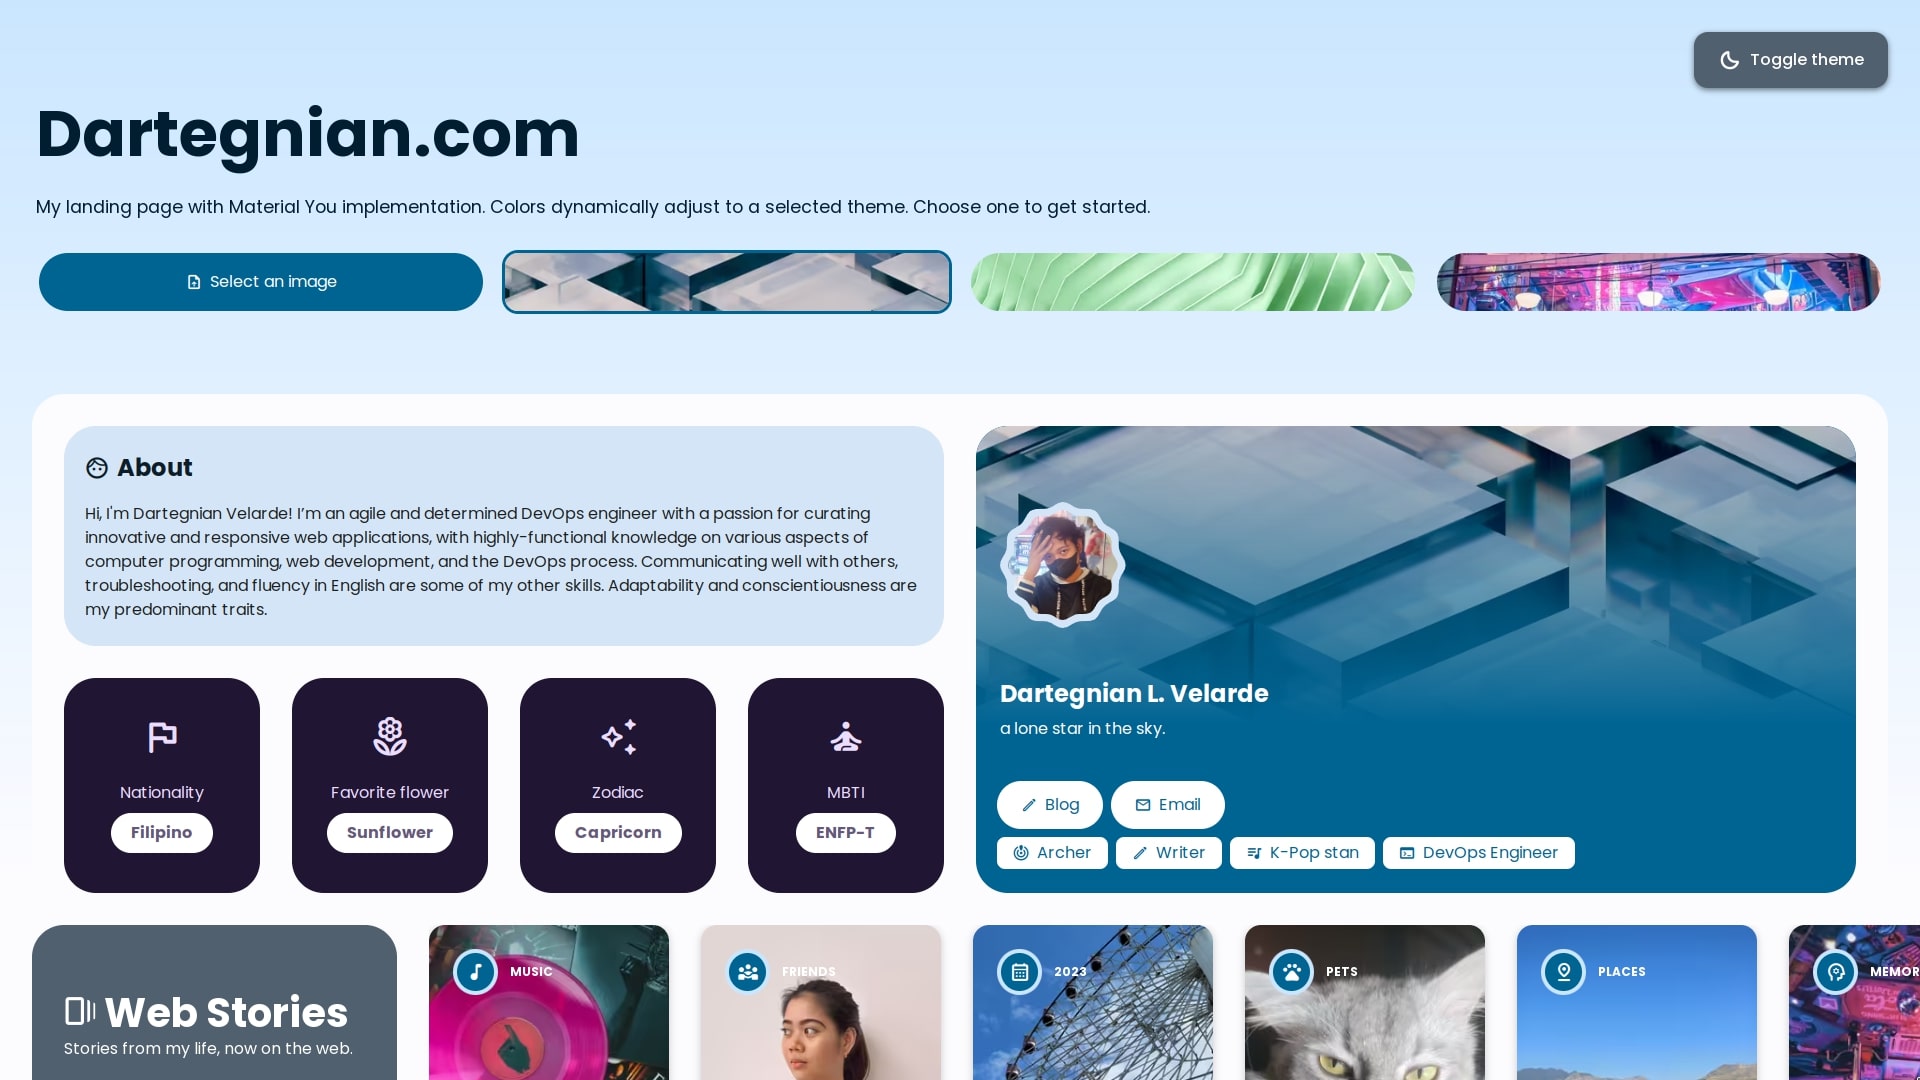 Toggle theme
Dartegnian.com
My landing page with Material You implementation. Colors dynamically adjust to a selected theme. Choose one to get started.
Select an image
About
Hi, I'm Dartegnian Velarde! I’m an agile and determined DevOps engineer with a passion for curating
innovative and responsive web applications, with highly-functional knowledge on various aspects of
computer programming, web development, and the DevOps process. Communicating well with others,
troubleshooting, and fluency in English are some of my other skills. Adaptability and conscientiousness are
my predominant traits.
Nationality
Filipino
Favorite flower
Sunflower
Zodiac
Capricorn
MBTI
ENFP-T
Dartegnian L. Velarde
a lone star in the sky.
Blog
Email
Archer
Writer
K-Pop stan
DevOps Engineer
Web Stories
Stories from my life, now on the web.
MUSIC
FRIENDS
2023
PETS
PLACES
MEMOR